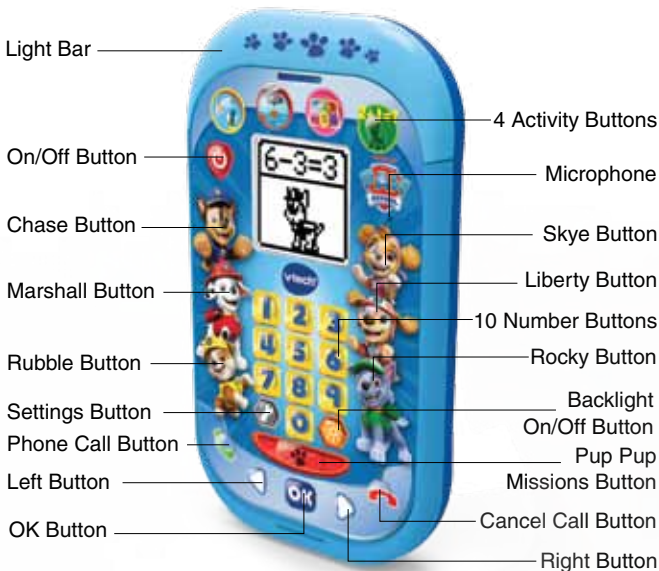 Light Bar
4 Activity Buttons
On/Off Button
6-3=3
Microphone
Chase Button
Skye Button
vtech
Marshall Button
Liberty Button
1 2 3
10 Number Buttons
4 5 6
Rubble Button
Rocky Button
7 8 9
Settings Button
0
Backlight
On/Off Button
Phone Call Button
Pup Pup
Missions Button
Left Button
OK
OK Button
Cancel Call Button
Right Button